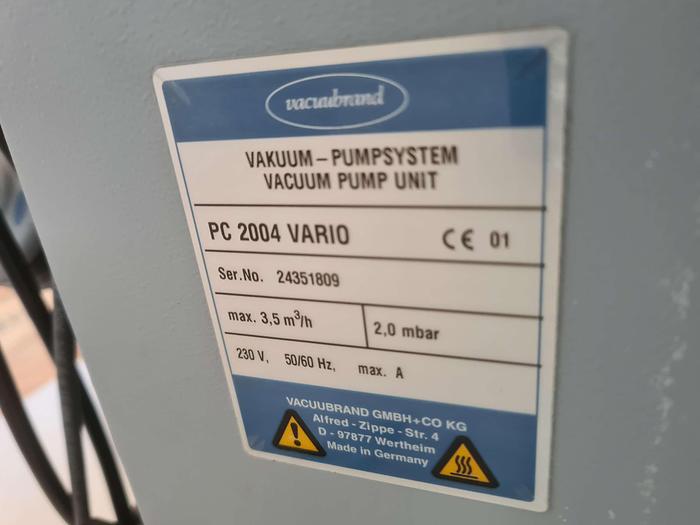 vacuubrand
VAKUUM – PUMPSYSTEM
VACUUM PUMP UNIT
PC 2004 VARIO CE 01
Ser.No. 24351809
max. 3,5 m³/h 2,0 mbar
230 V, 50/60 Hz, max. A
VACUUBRAND GMBH+CO KG
Alfred - Zippe - Str. 4
D - 97877 Wertheim
Made in Germany